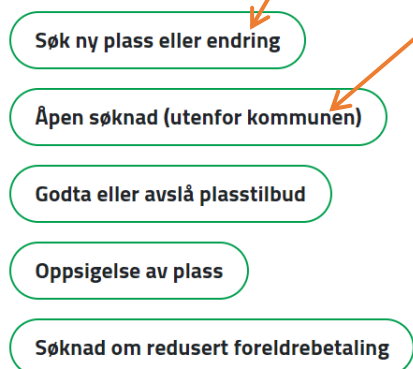 Søk ny plass eller endring
Åpen søknad (utenfor kommunen)
Godta eller avslå plasstilbud
Oppsigelse av plass
Søknad om redusert foreldrebetaling